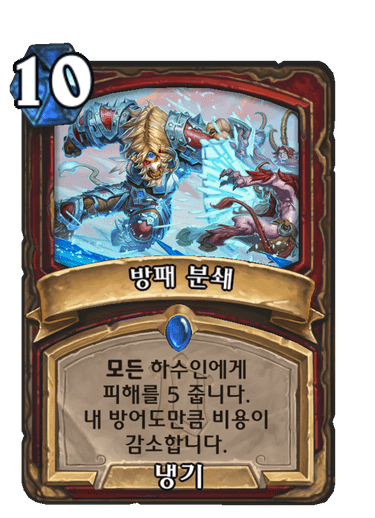 10
방패 분쇄
모든 하수인에게
피해를 5 줍니다.
내 방어도만큼 비용이
감소합니다.
냉기